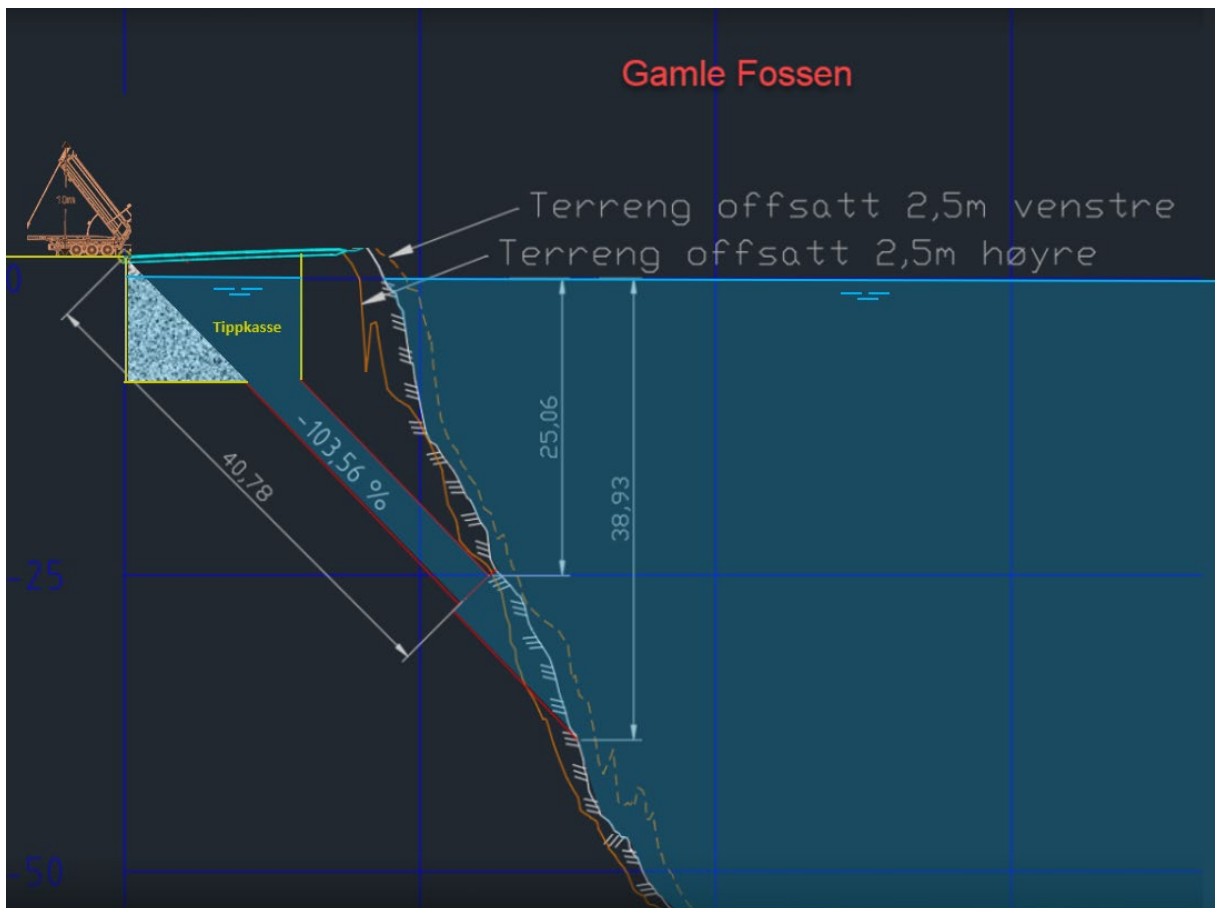 Gamle Fossen
10m
Terreng offsatt 2,5m venstre
Terreng offsatt 2,5m høyre
0
Tippkasse
-103,56 %
40,78
25,06
38,93
-25
-50